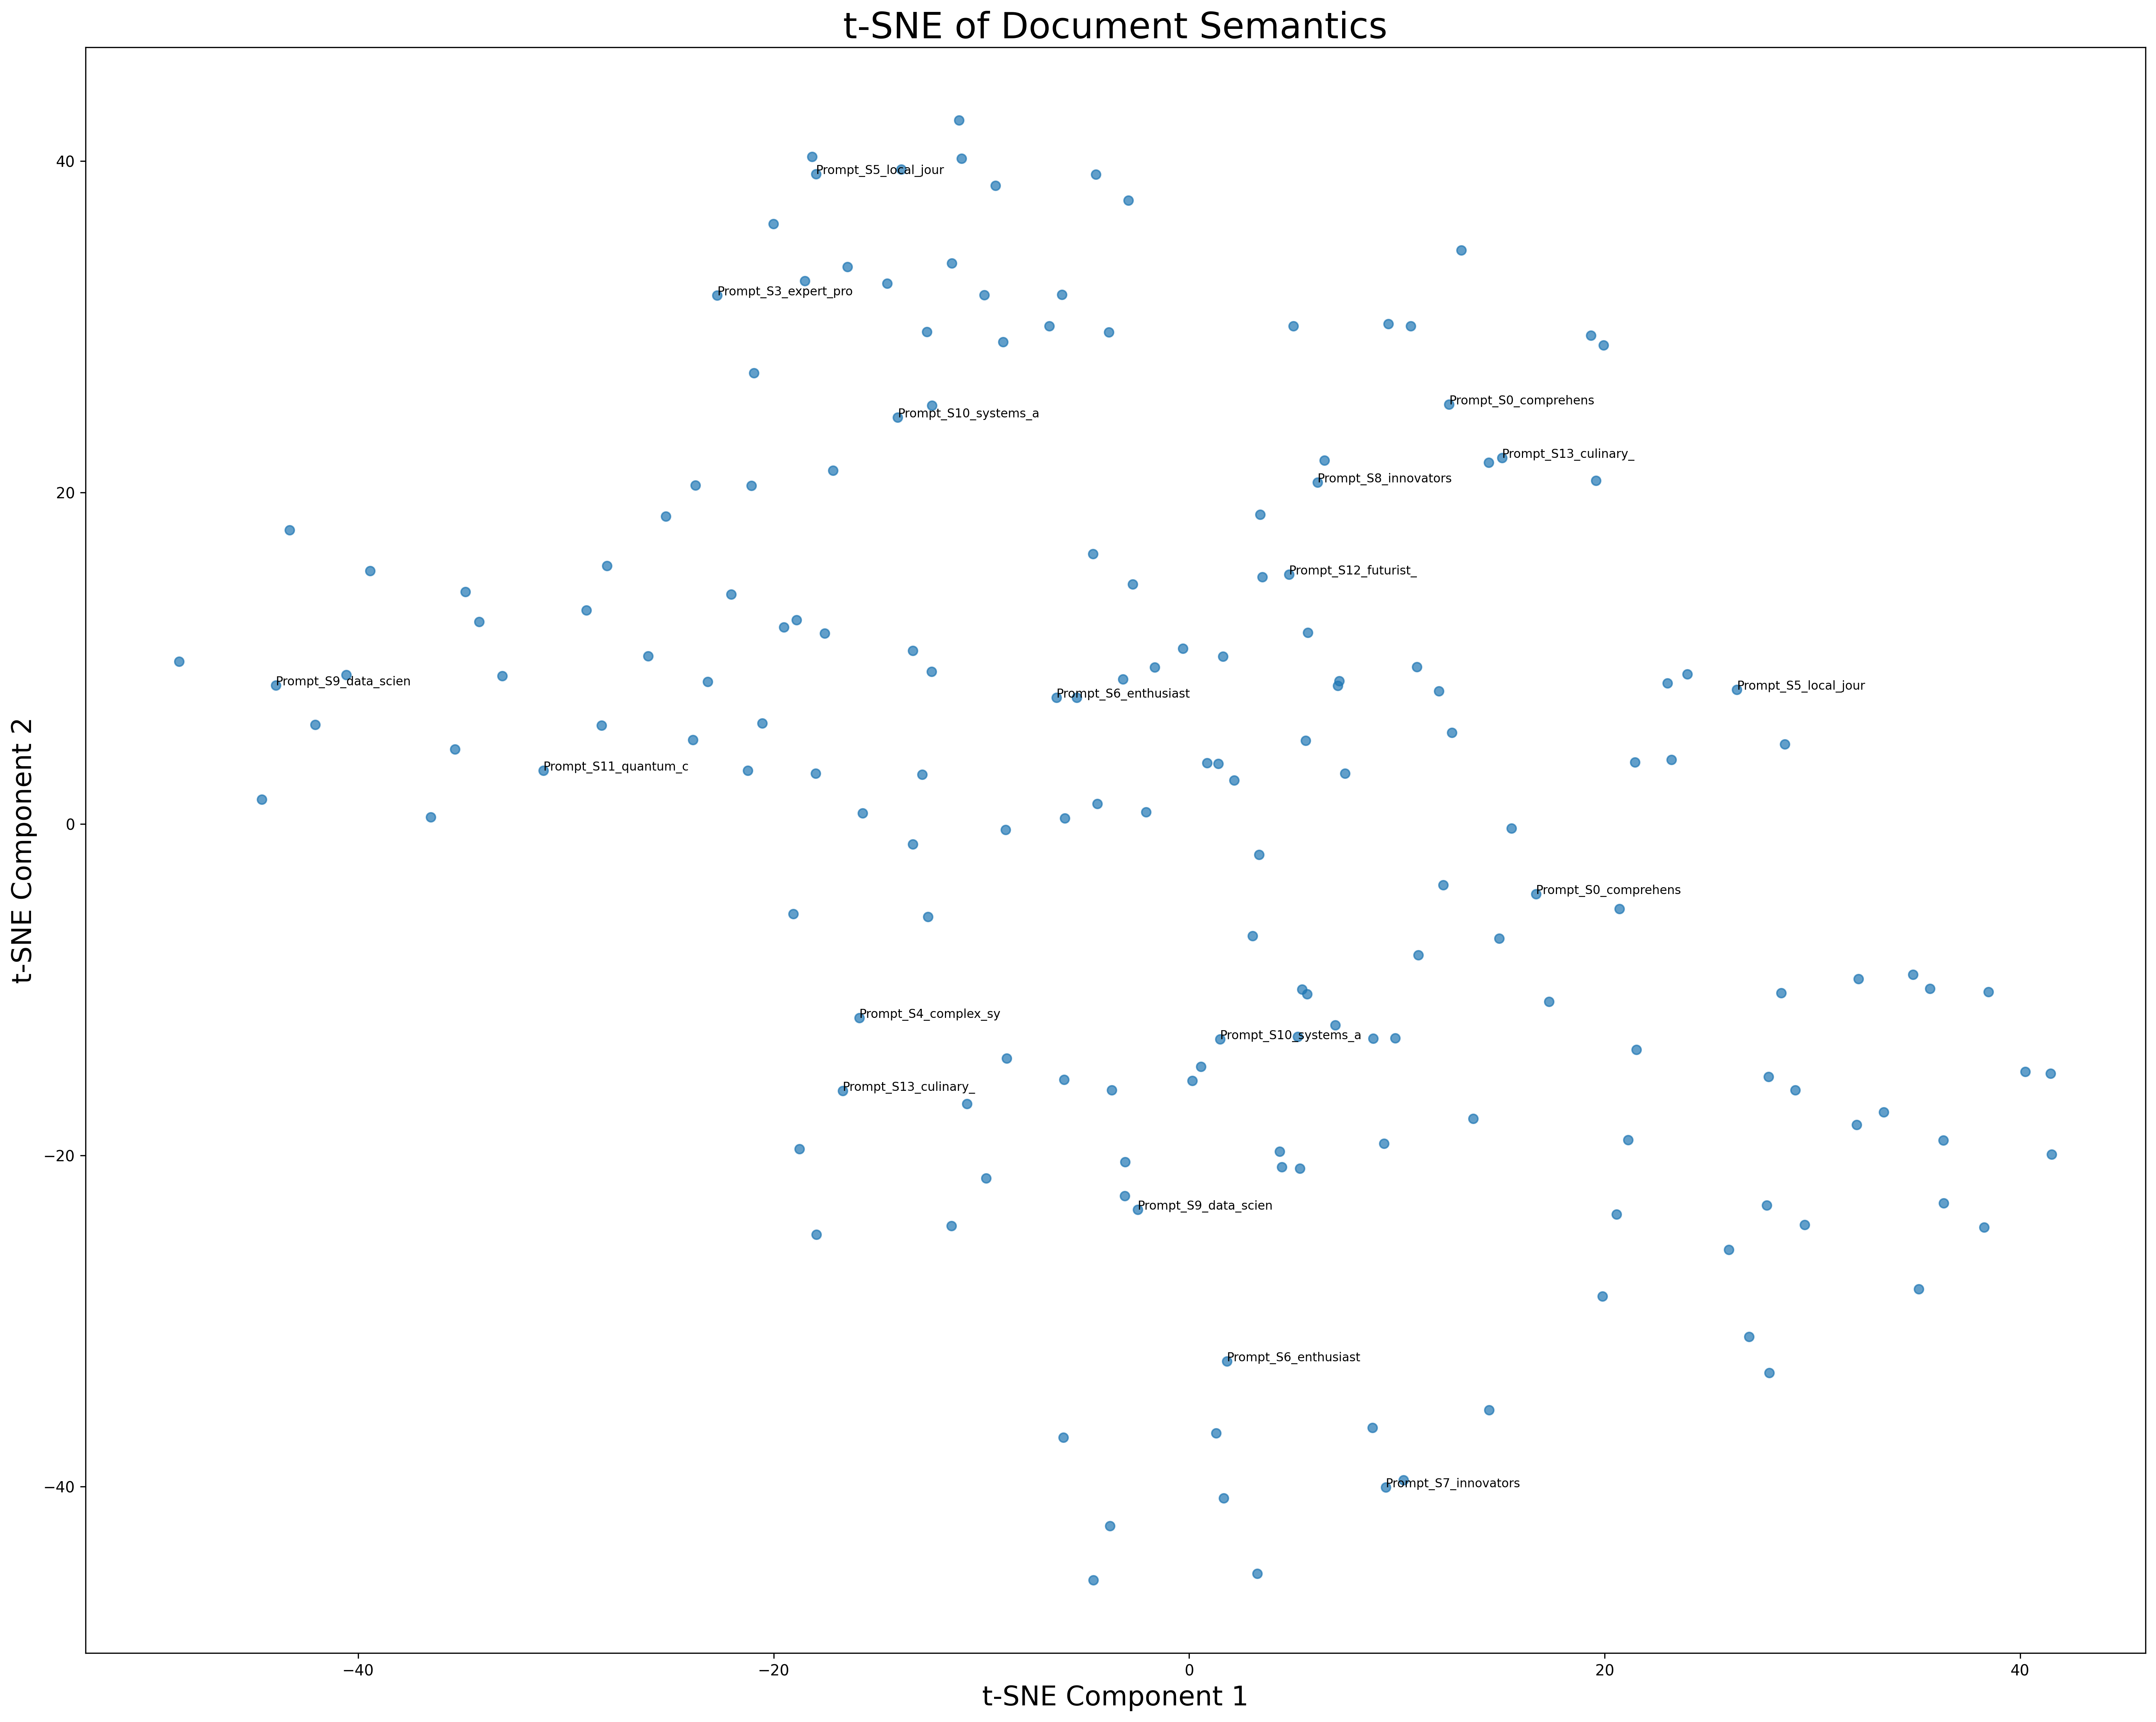 t-SNE of Document Semantics
Prompt_S5_local_jour
Prompt_S3_expert_pro
Prompt_S10_systems_a
Prompt_S0_comprehens
Prompt_S13_culinary_
Prompt_S8_innovators
Prompt_S12_futurist_
Prompt_S9_data_scien
Prompt_S6_enthusiast
Prompt_S5_local_jour
Prompt_S11_quantum_c
Prompt_S0_comprehens
Prompt_S4_complex_sy
Prompt_S10_systems_a
Prompt_S13_culinary_
Prompt_S9_data_scien
Prompt_S6_enthusiast
Prompt_S7_innovators
40
20
0
−20
−40
t-SNE Component 2
−40
−20
0
20
40
t-SNE Component 1